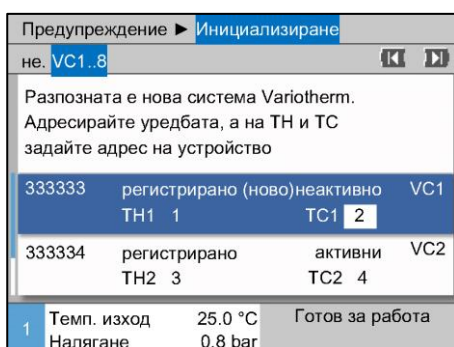 Предупреждение ► Инициализиране
не. VC1..8
Разпозната е нова система Variotherm.
Адресирайте уредбата, а на TH и TC
задайте адрес на устройство
333333 регистрирано (ново)неактивно VC1
TH1 1 TC1 2
333334 регистрирано активни VC2
TH2 3 TC2 4
1 Темп. изход 25.0 °C Готов за работа
Налягане 0.8 bar